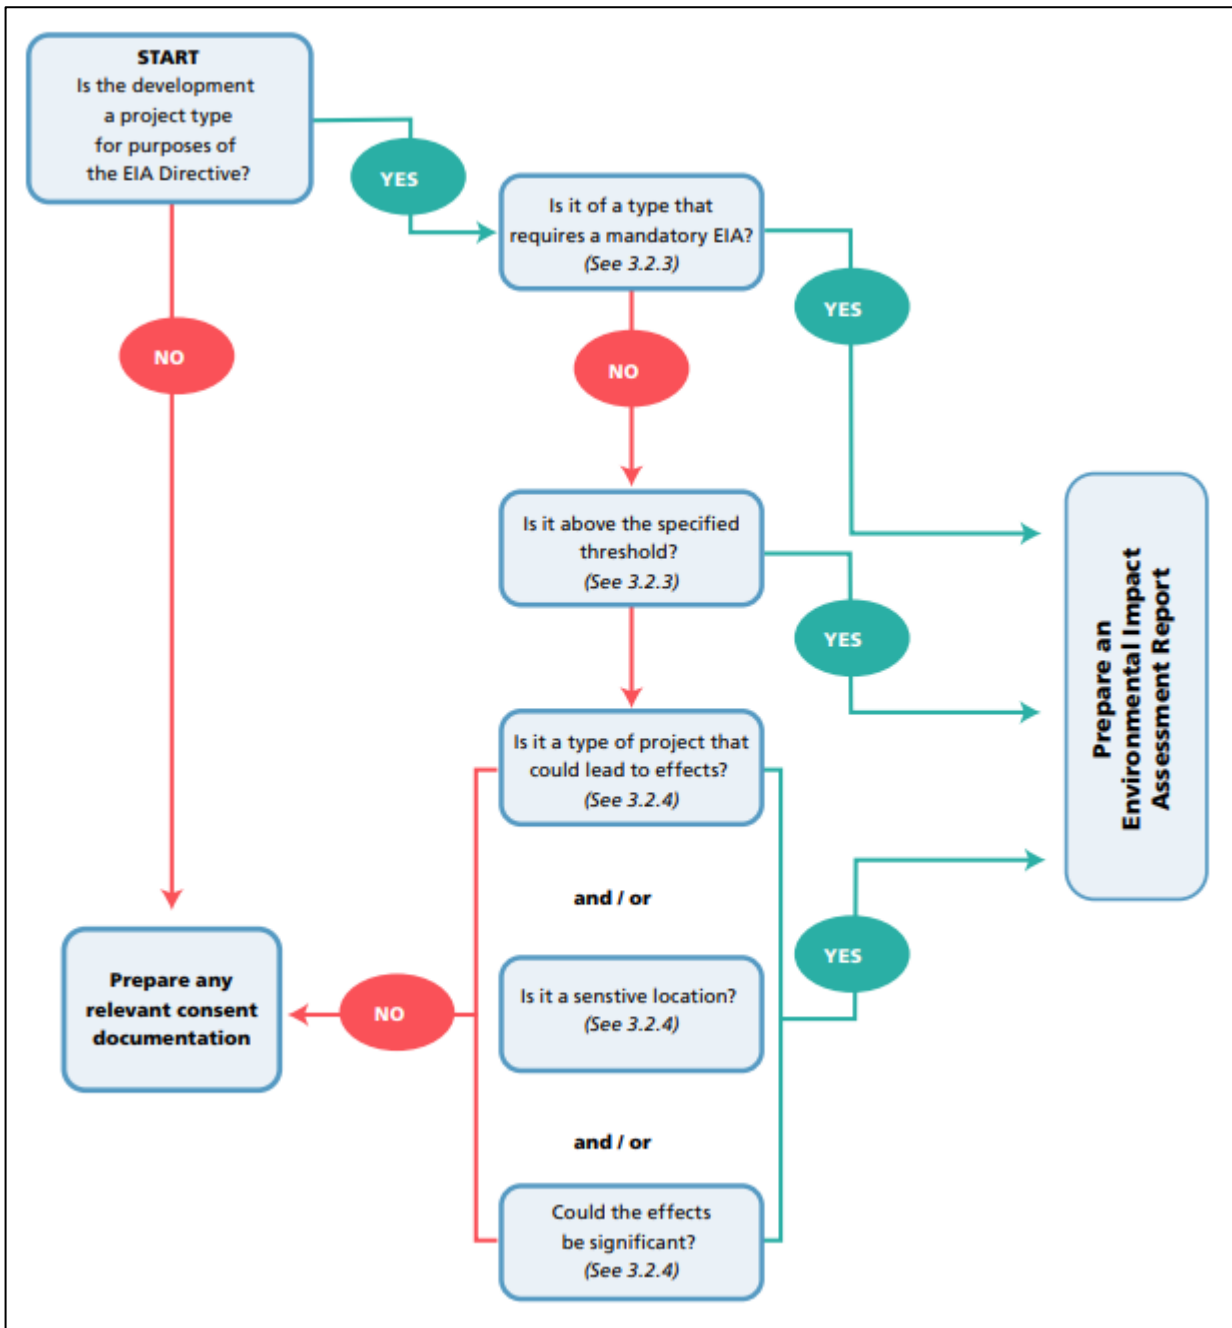 START
Is the development
a project type
for purposes of
the EIA Directive?
YES
Is it of a type that
requires a mandatory EIA?
(See 3.2.3)
YES
NO
NO
Is it above the specified
threshold?
(See 3.2.3)
YES
Prepare an
Environmental Impact
Assessment Report
Is it a type of project that
could lead to effects?
(See 3.2.4)
and / or
YES
Prepare any
relevant consent
documentation
NO
Is it a senstive location?
(See 3.2.4)
and / or
Could the effects
be significant?
(See 3.2.4)